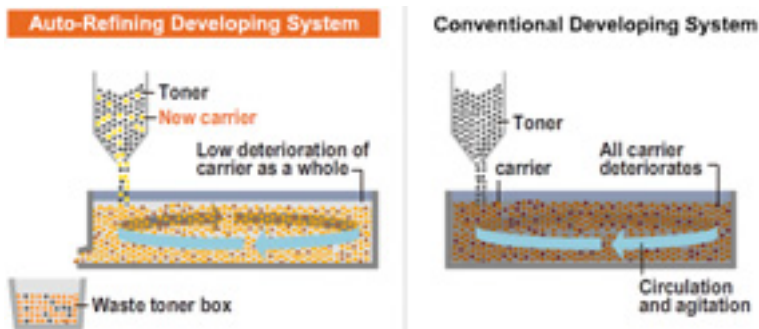 Auto-Refining Developing System
Toner
New carrier
Low deterioration of
carrier as a whole
Waste toner box
Conventional Developing System
Toner
carrier
All carrier
deteriorates
Circulation
and agitation